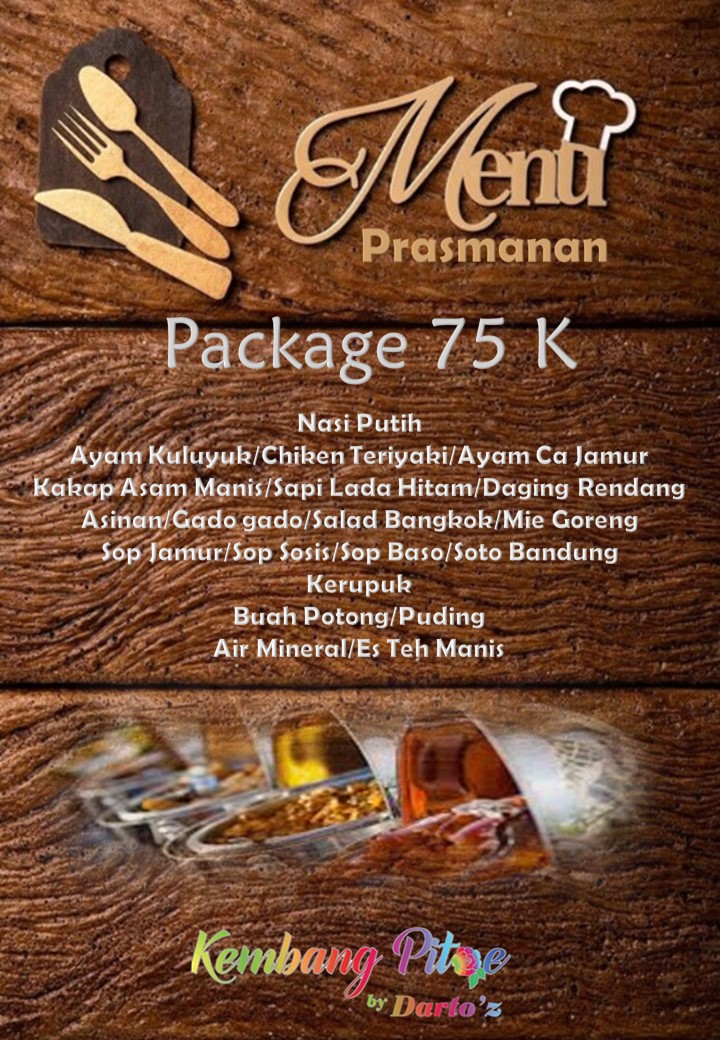 Menu
Prasmanan
Package 75 K
Nasi Putih
Ayam Kuluyuk/Chiken Teriyaki/Ayam Ca Jamur
Kakap Asam Manis/Sapi Lada Hitam/Daging Rendang
Asinan/Gado gado/Salad Bangkok/Mie Goreng
Sop Jamur/Sop Sosis/Sop Baso/Soto Bandung
Kerupuk
Buah Potong/Puding
Air Mineral/Es Teh Manis
Kembang Pitoe
by Darto'z